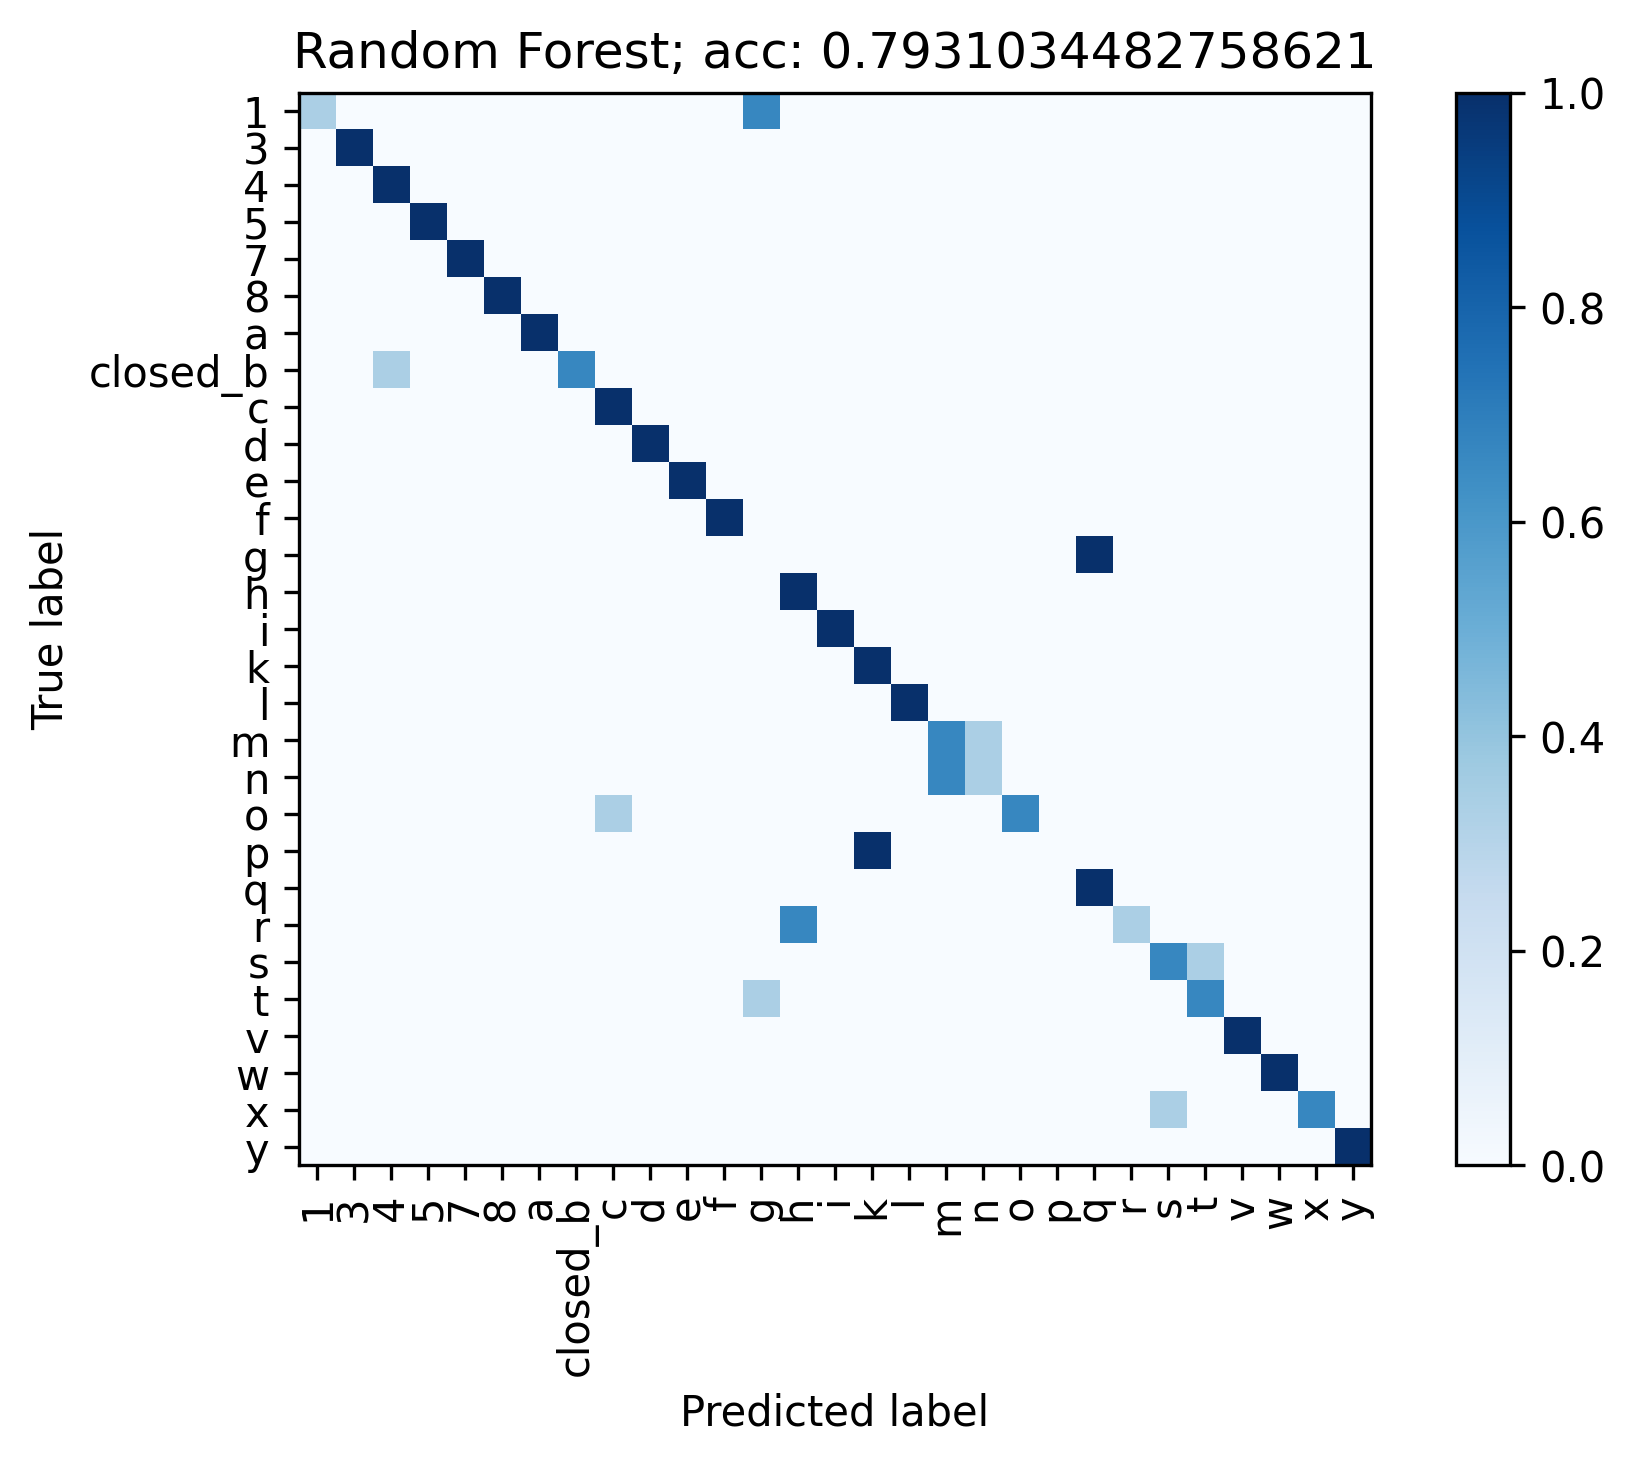 Random Forest; acc: 0.7931034482758621
True label
1
3
4
5
7
8
a
closed_b
c
d
e
f
g
h
i
k
l
m
n
o
p
q
r
s
t
v
w
x
y
1 3 4 5 7 8 a closed_b c d e f g h i k l m n o p q r s t v w x y
Predicted label
1.0
0.8
0.6
0.4
0.2
0.0